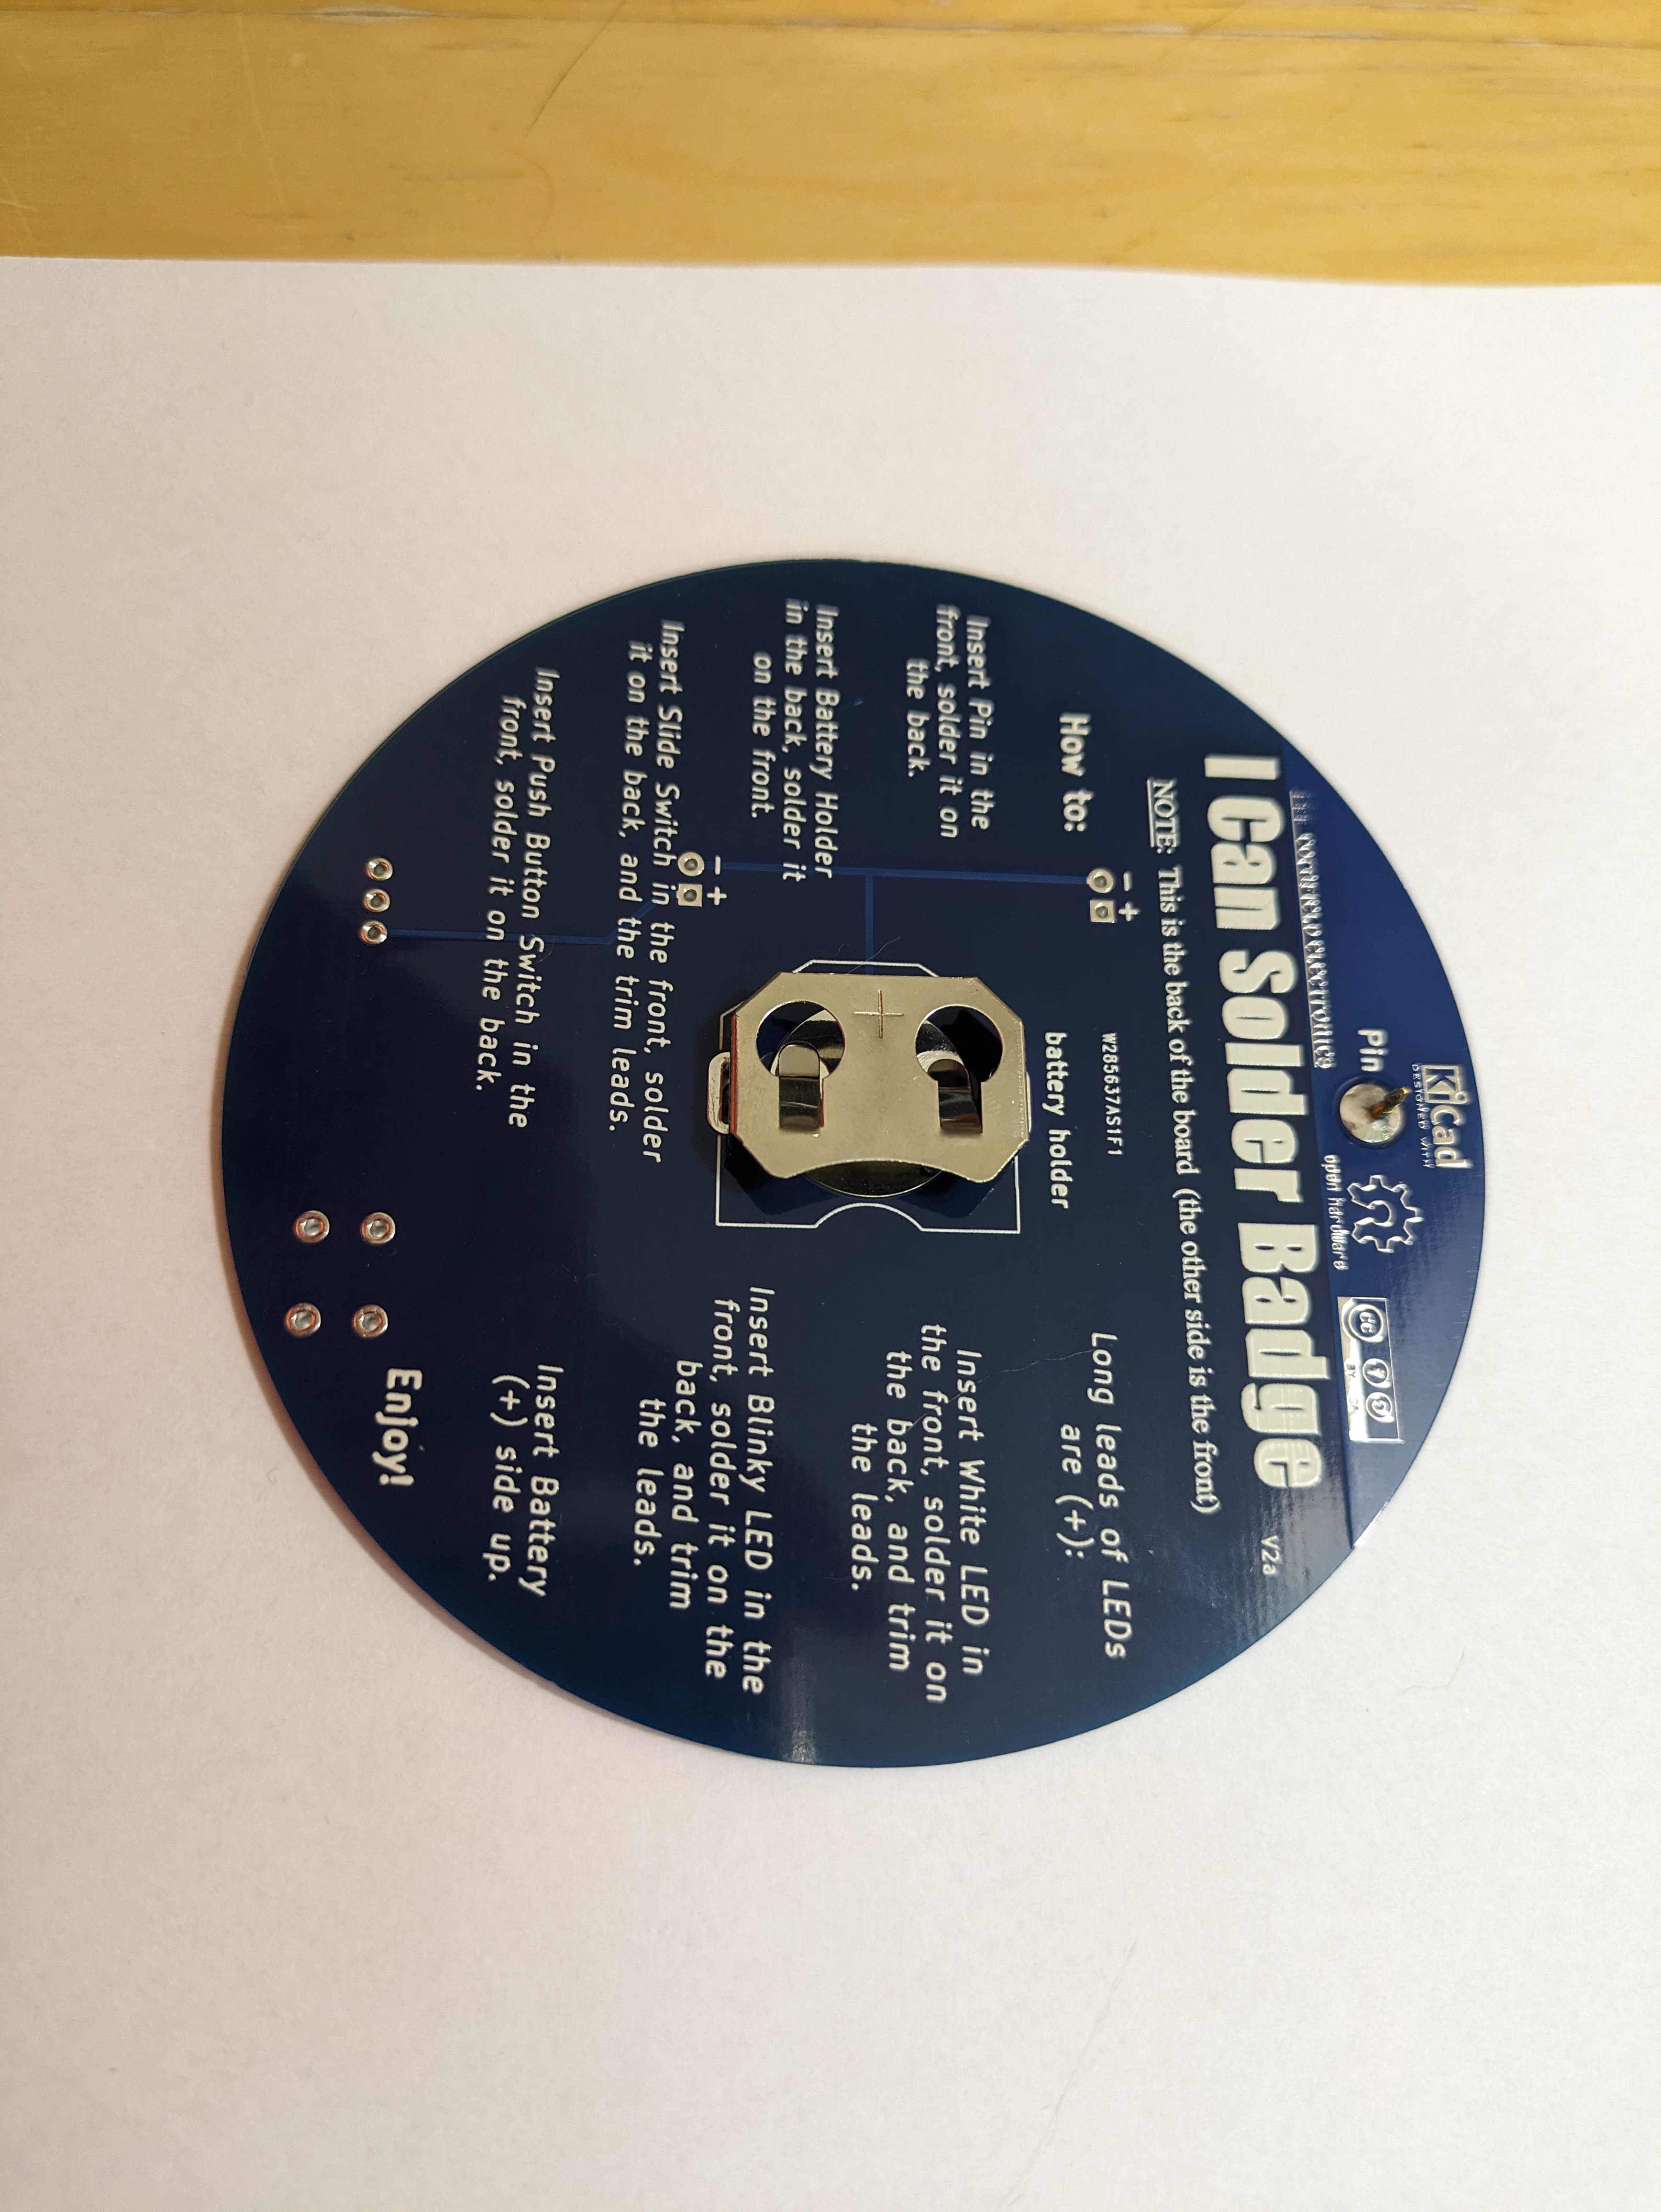 KiCad
DESIGNED WITH
Pin
open hardware
cc
BY SA
I Can Solder Badge
V2a
NOTE: This is the back of the board (the other side is the front)
W285637AS1F1
battery holder
How to:
Insert Pin in the
front, solder it on
the back.
Insert Battery Holder
in the back, solder it
on the front.
Insert Slide Switch in the front, solder
it on the back, and the trim leads.
Insert Push Button Switch in the
front, solder it on the back.
- +
- +
+
Long leads of LEDs
are (+):
Insert White LED in
the front, solder it on
the back, and trim
the leads.
Insert Blinky LED in the
front, solder it on the
back, and trim
the leads.
Insert Battery
(+) side up.
Enjoy!